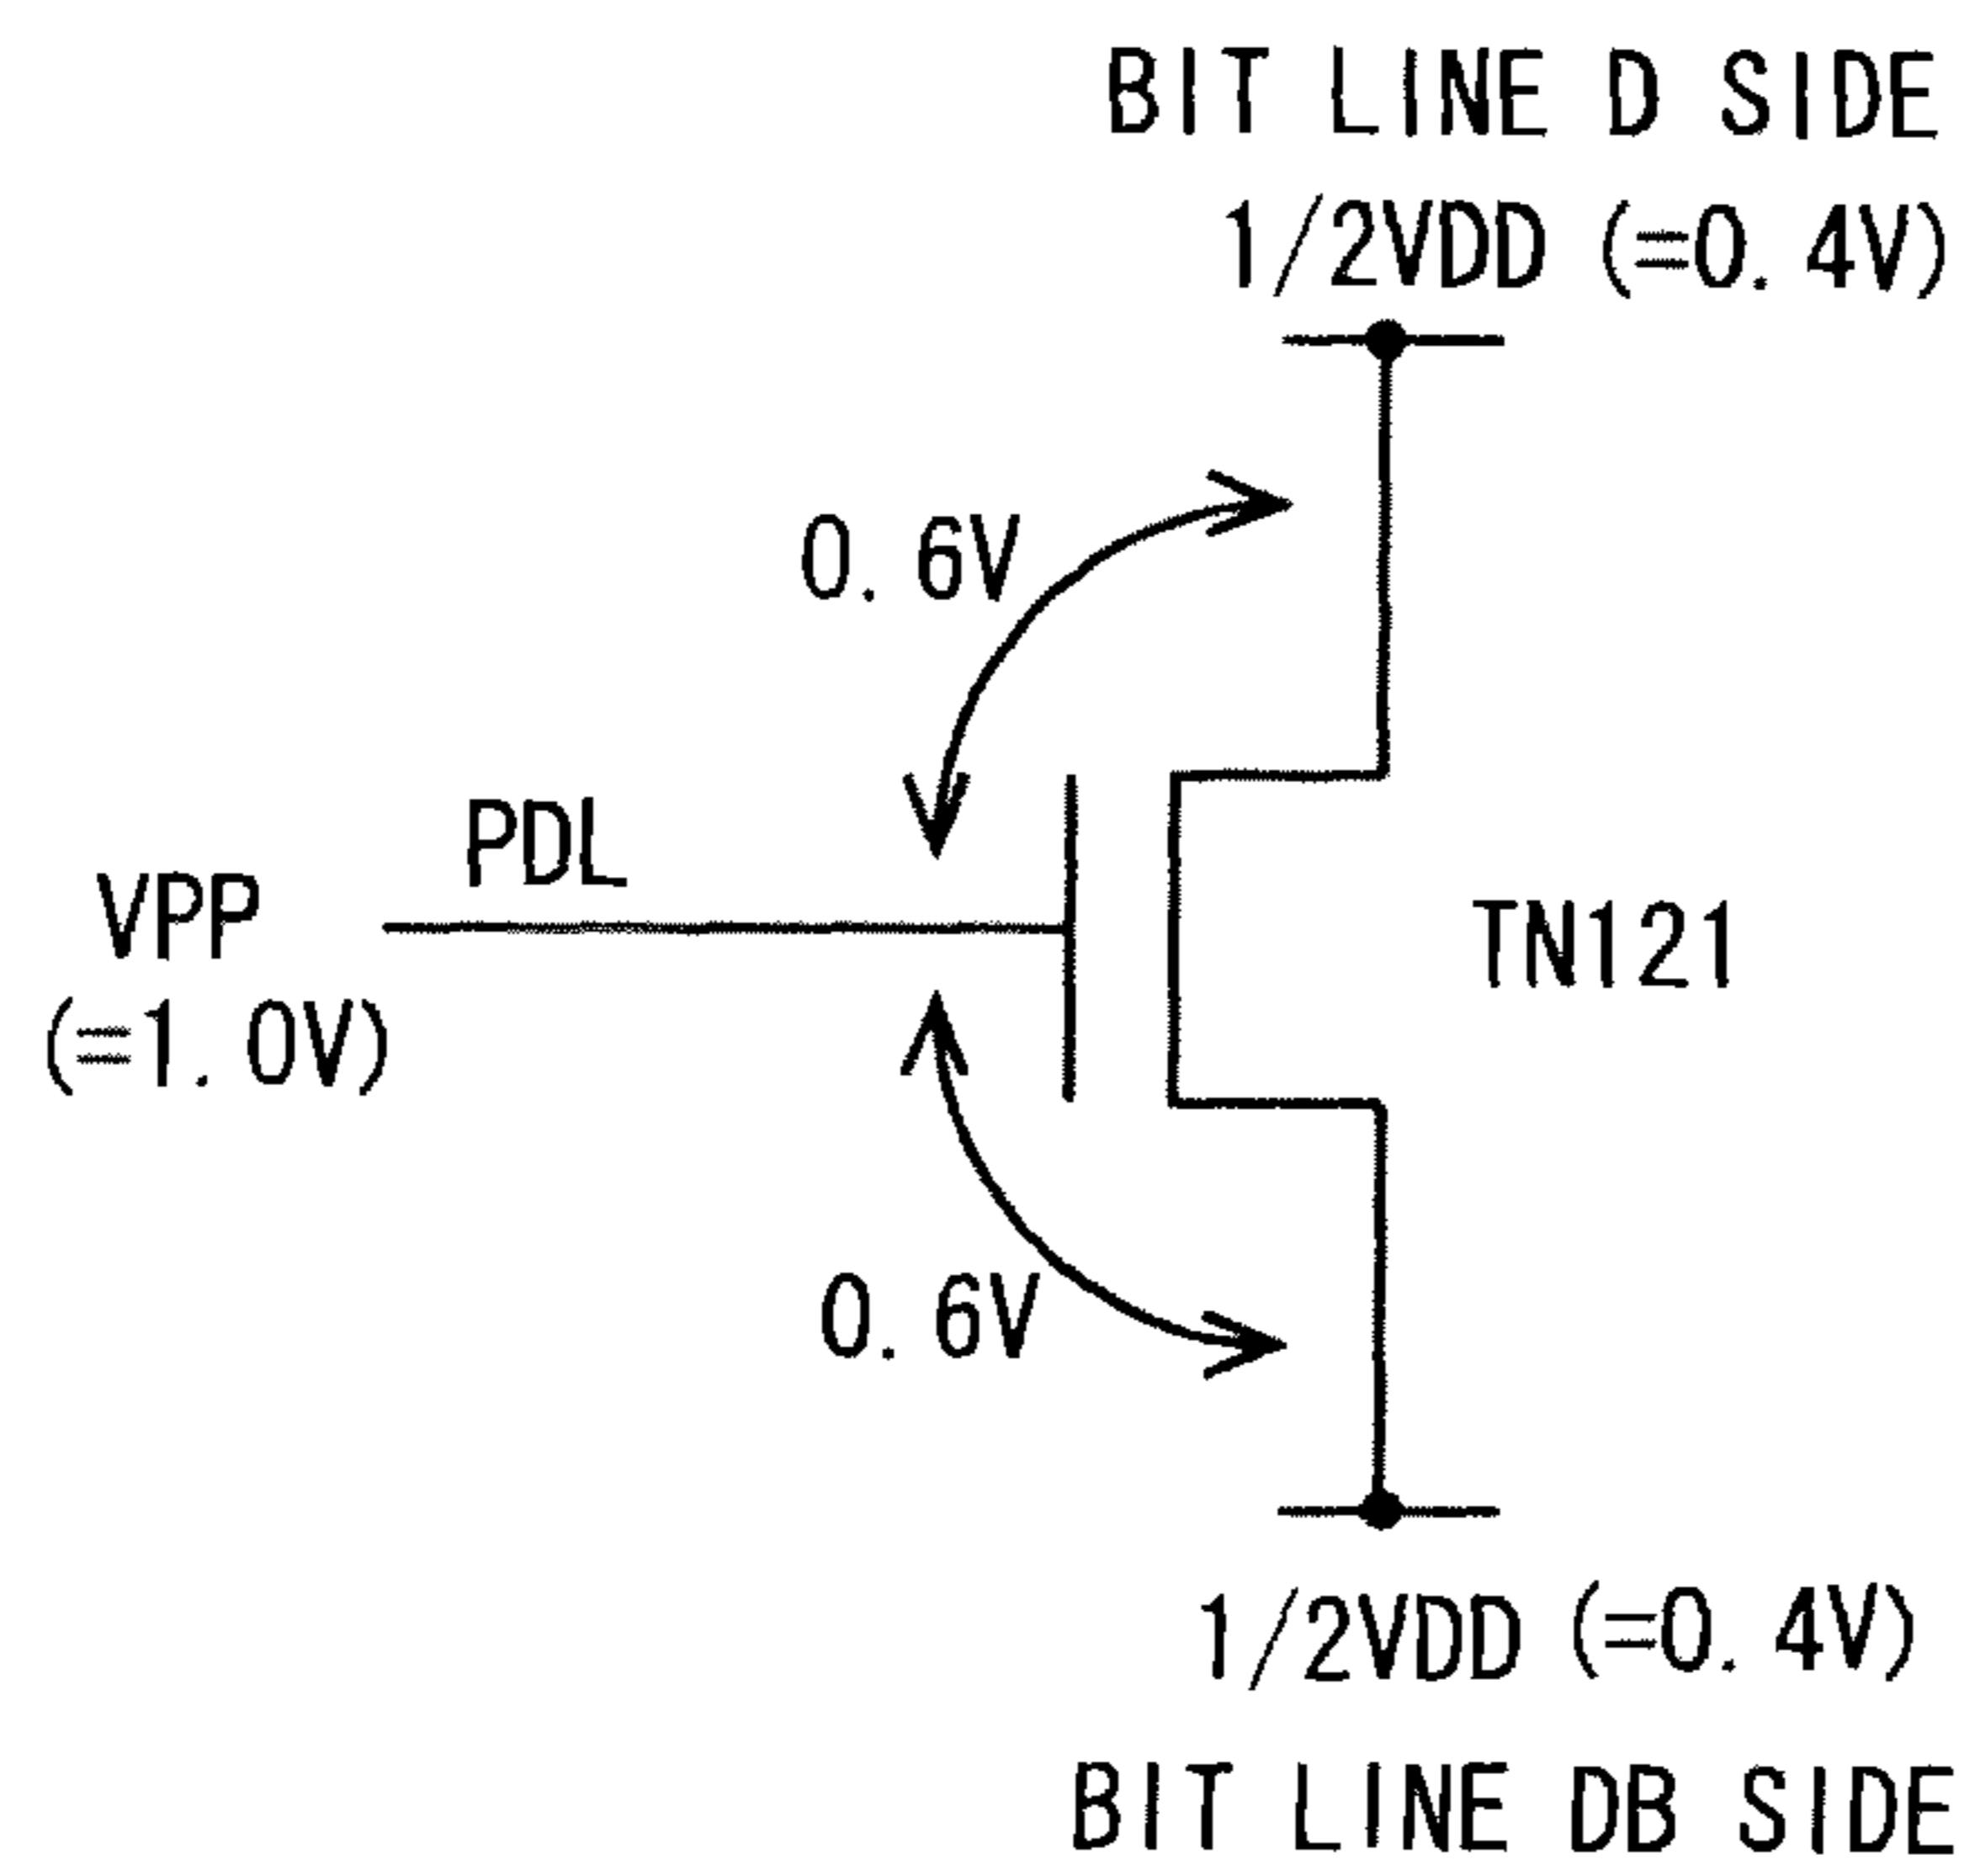 BIT LINE D SIDE
1/2VDD (=0.4V)
0.6V
PDL
VPP
(=1.0V)
TN121
0.6V
1/2VDD (=0.4V)
BIT LINE DB SIDE